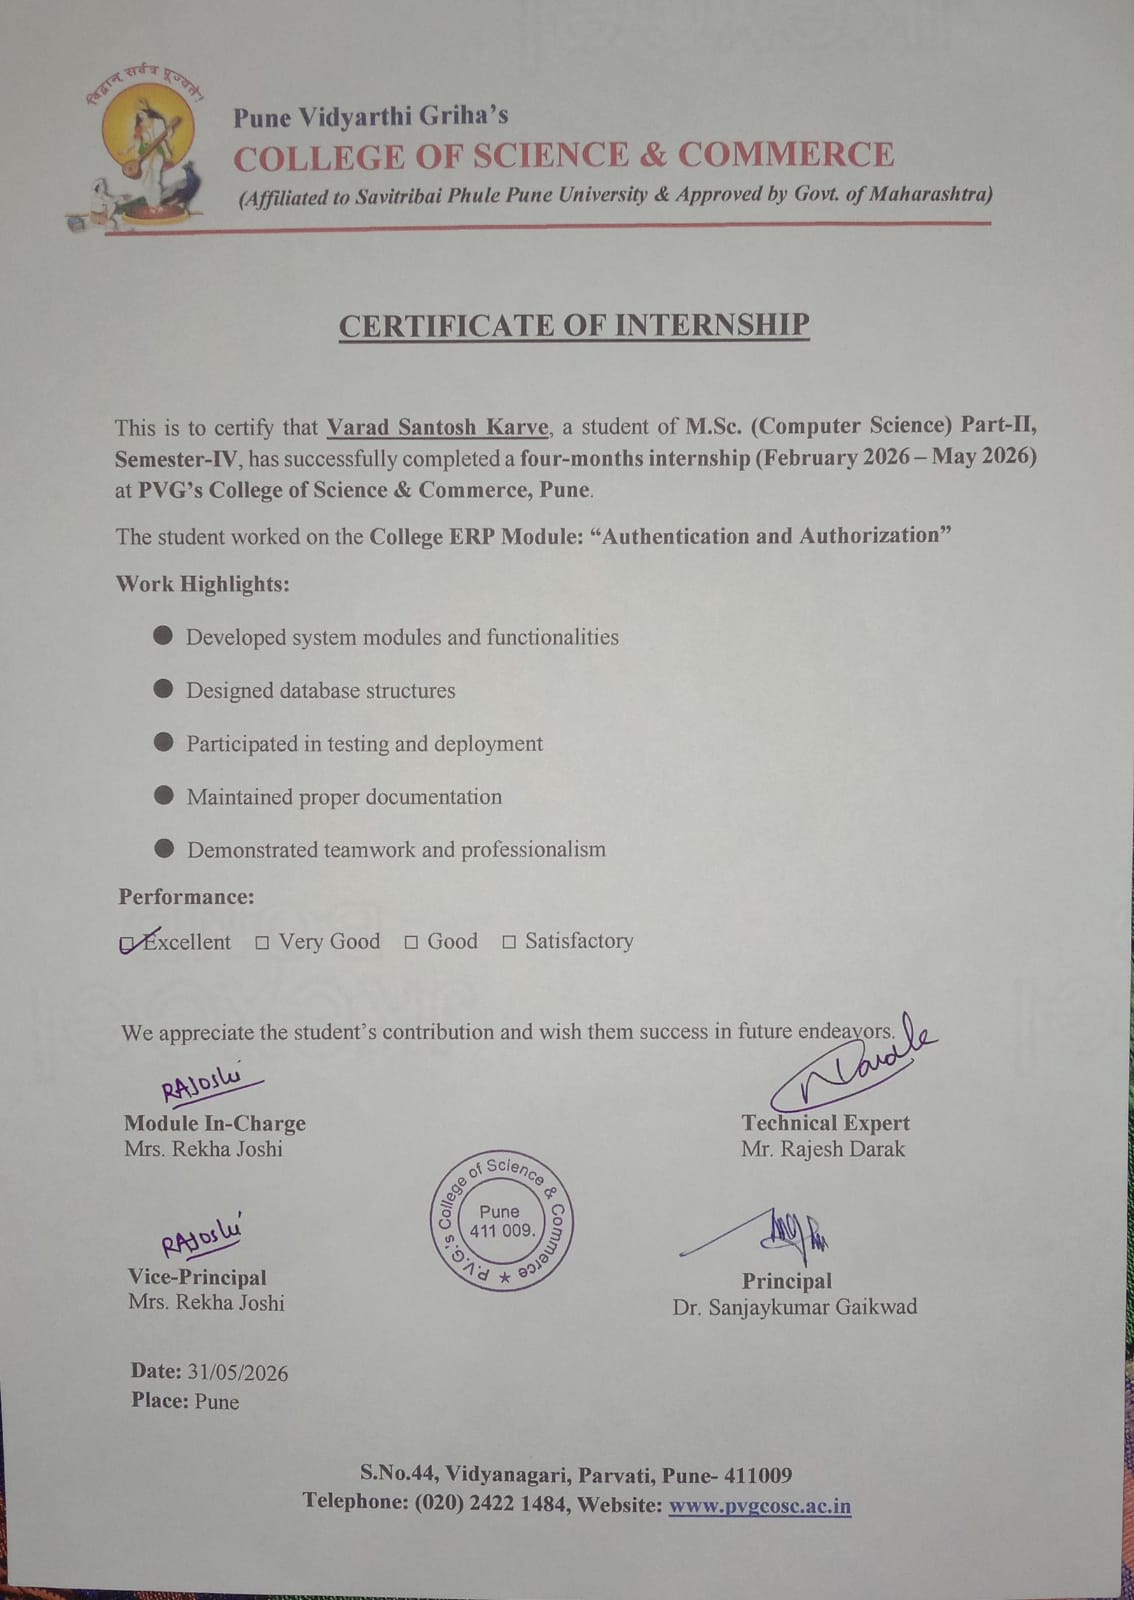 विद्वान् सर्वत्र पूज्यते!
Pune Vidyarthi Griha's
COLLEGE OF SCIENCE & COMMERCE
(Affiliated to Savitribai Phule Pune University & Approved by Govt. of Maharashtra)
CERTIFICATE OF INTERNSHIP
This is to certify that Varad Santosh Karve, a student of M.Sc. (Computer Science) Part-II,
Semester-IV, has successfully completed a four-months internship (February 2026 – May 2026)
at PVG's College of Science & Commerce, Pune.
The student worked on the College ERP Module: “Authentication and Authorization”
Work Highlights:
● Developed system modules and functionalities
● Designed database structures
● Participated in testing and deployment
● Maintained proper documentation
● Demonstrated teamwork and professionalism
Performance:
☑ Excellent ☐ Very Good ☐ Good ☐ Satisfactory
We appreciate the student's contribution and wish them success in future endeavors.
RAJoshi
Darak
Module In-Charge
Technical Expert
Mrs. Rekha Joshi
Mr. Rajesh Darak
P.V.G.'s College of Science & Commerce ★
Pune
411 009.
RAJoshi
Vice-Principal
Principal
Mrs. Rekha Joshi
Dr. Sanjaykumar Gaikwad
Date: 31/05/2026
Place: Pune
S.No.44, Vidyanagari, Parvati, Pune- 411009
Telephone: (020) 2422 1484, Website: www.pvgcosc.ac.in